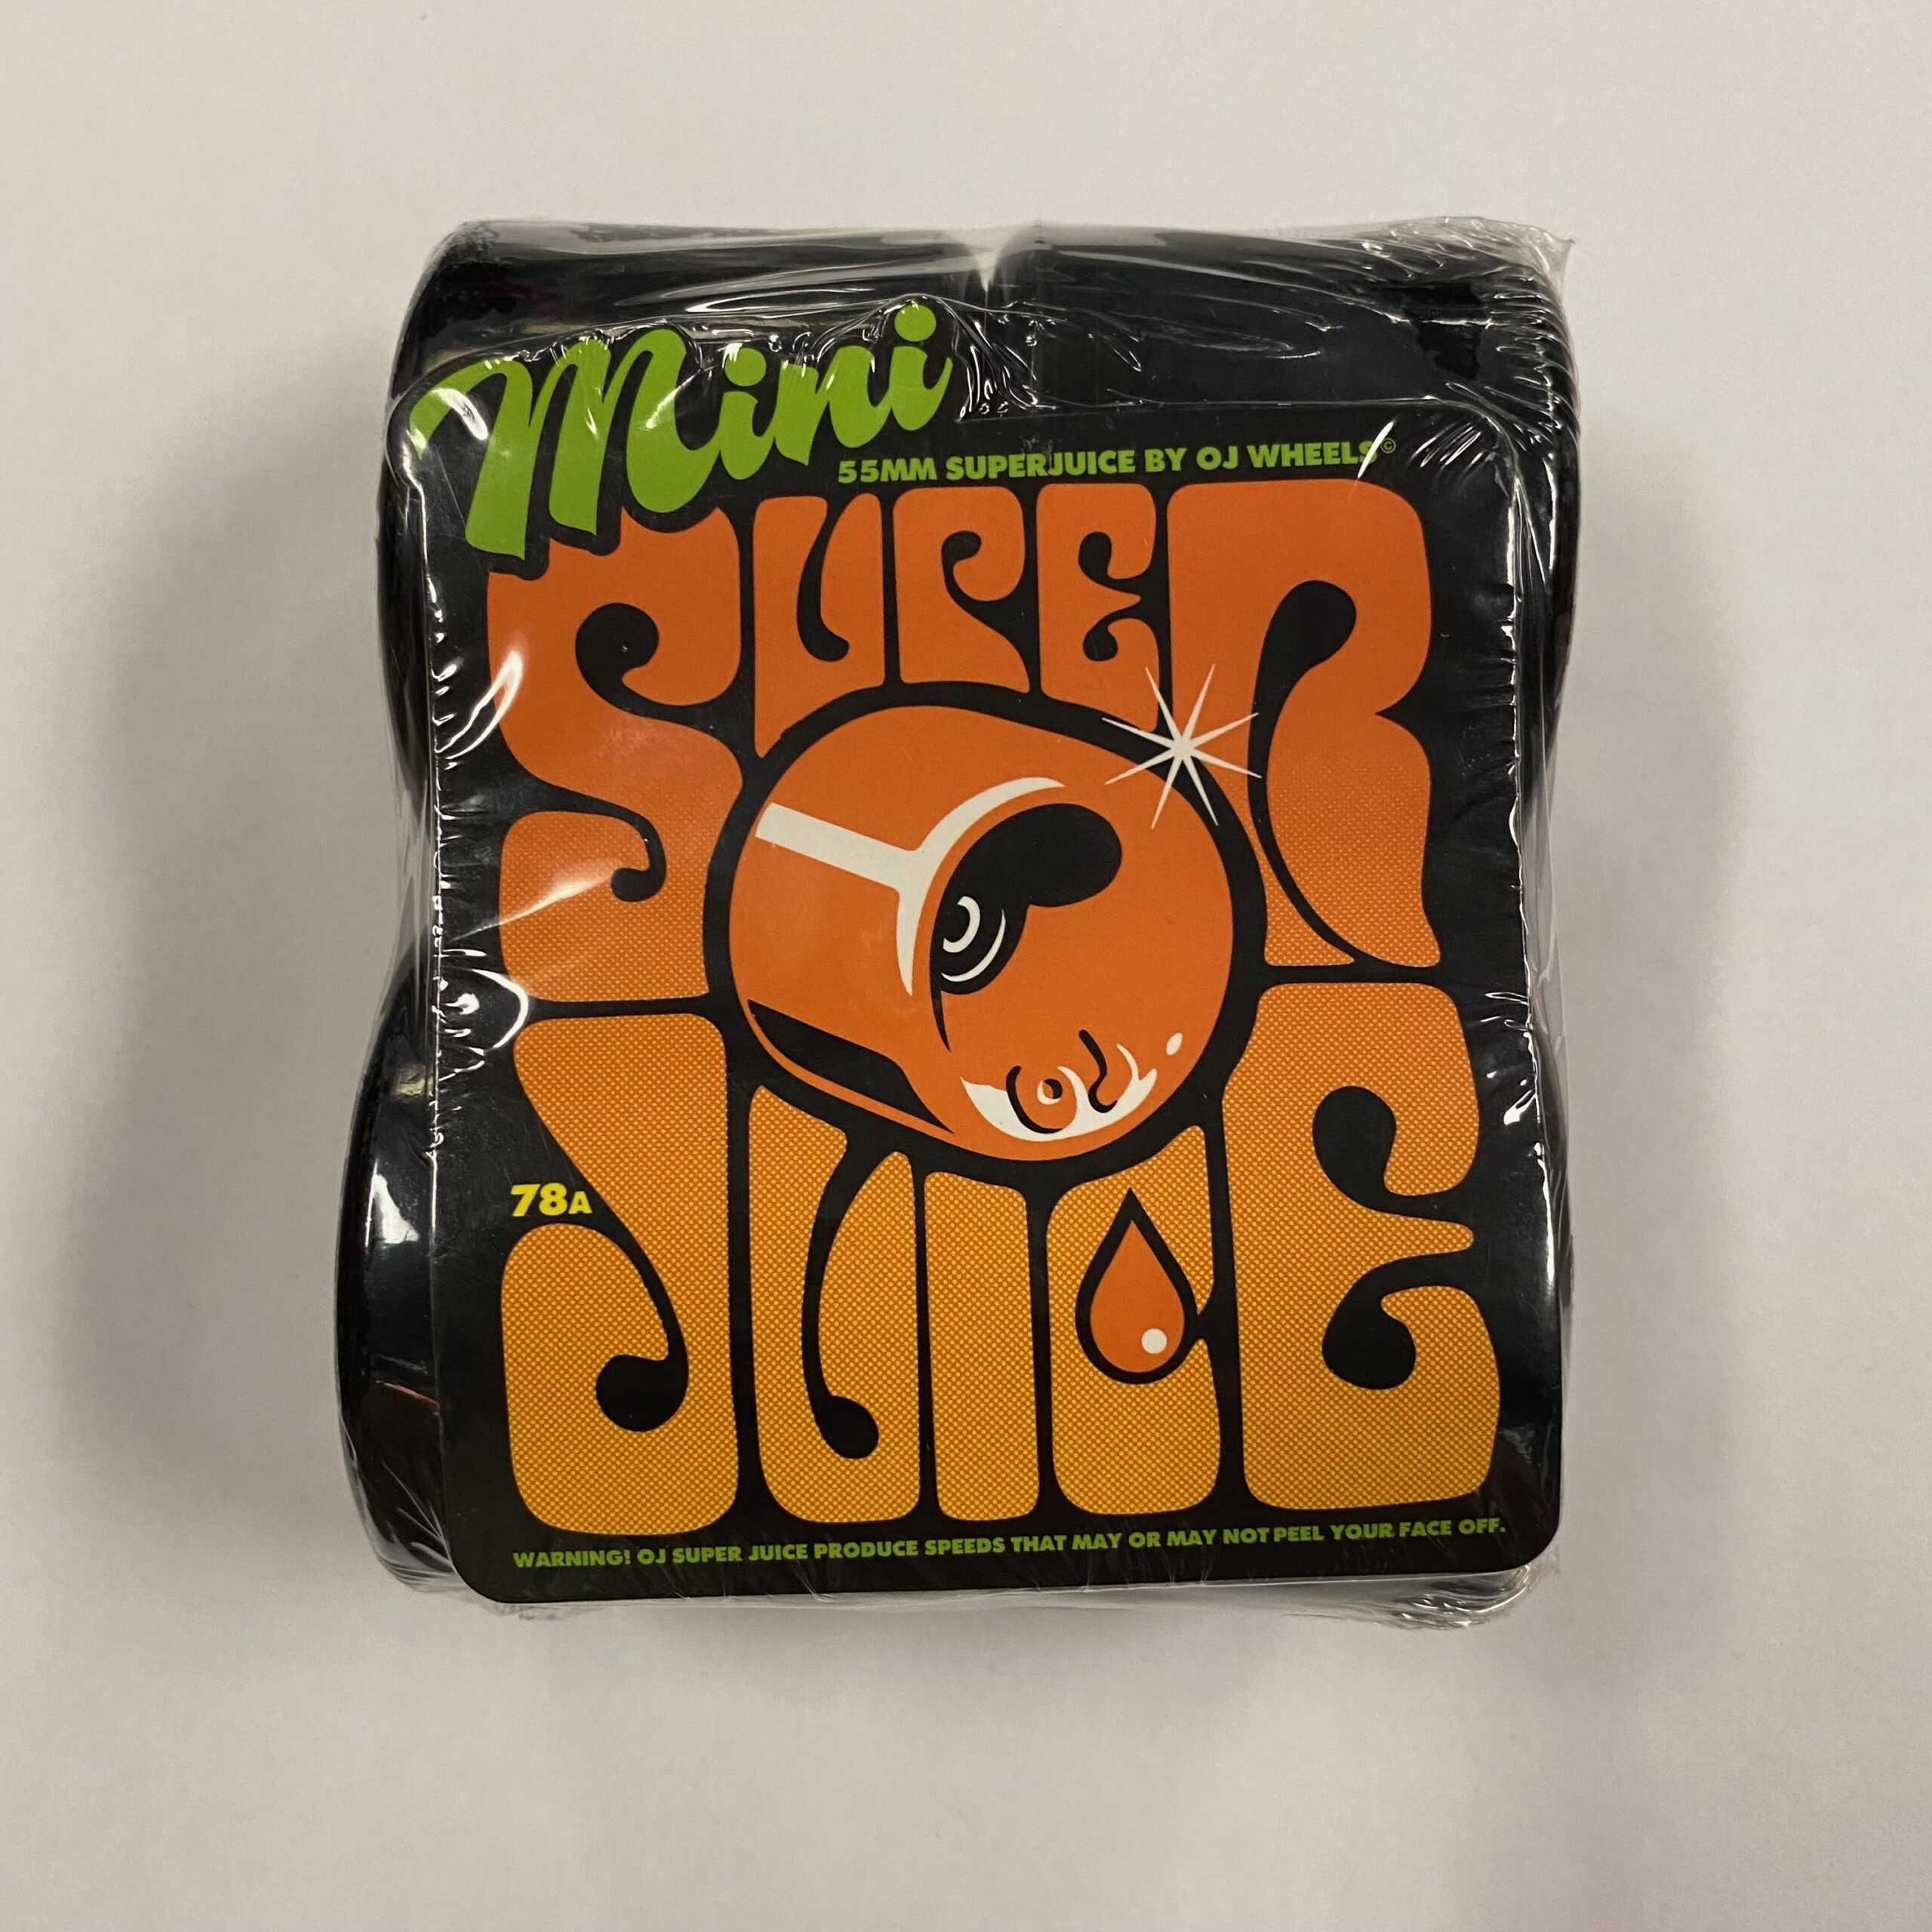 Mini
55MM SUPERJUICE BY OJ WHEELS©
SUPER
OJ
JUICE
78A
WARNING! OJ SUPER JUICE PRODUCE SPEEDS THAT MAY OR MAY NOT PEEL YOUR FACE OFF.